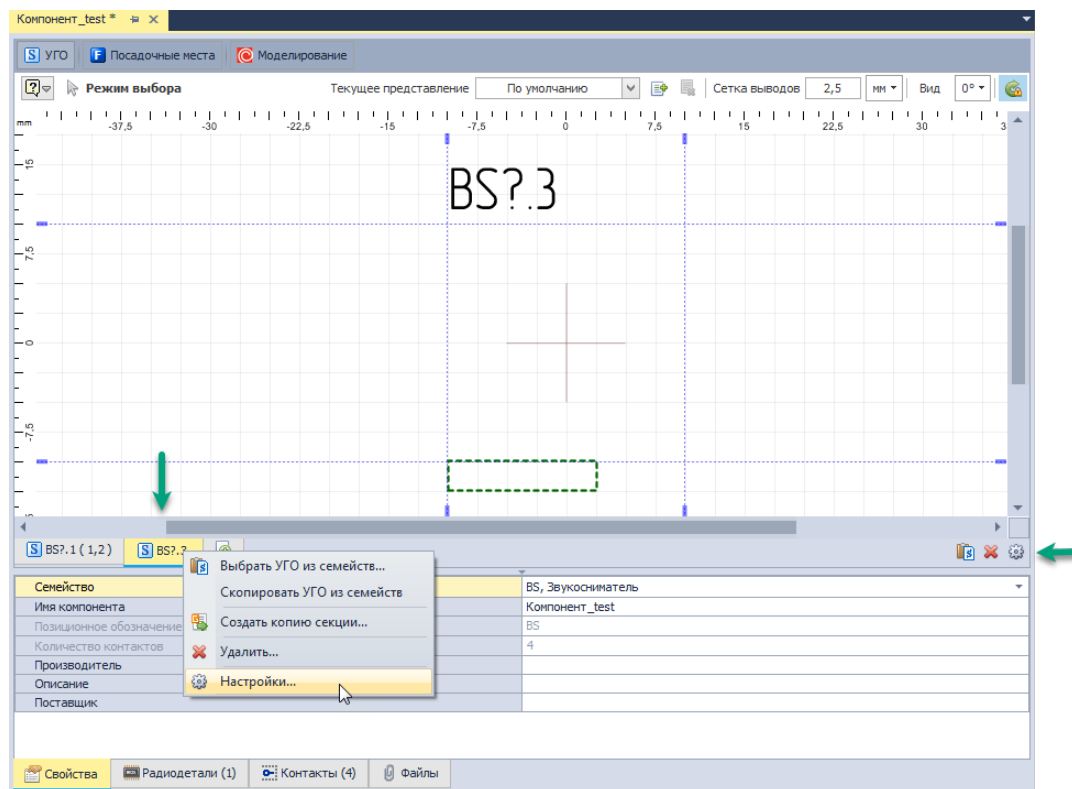 Компонент_test *
S УГО F Посадочные места Моделирование
? Режим выбора Текущее представление По умолчанию Сетка выводов 2,5 мм Вид 0°
mm -37,5 -30 -22,5 -15 -7,5 0 7,5 15 22,5 30 3
15
BS?.3
7,5
0
-7,5
S BS?.1 ( 1,2 ) S BS?.3
Выбрать УГО из семейств...
Скопировать УГО из семейств
Создать копию секции...
Удалить...
Настройки...
Семейство BS, Звукосниматель
Имя компонента Компонент_test
Позиционное обозначение BS
Количество контактов 4
Производитель
Описание
Поставщик
Свойства Радиодетали (1) Контакты (4) Файлы